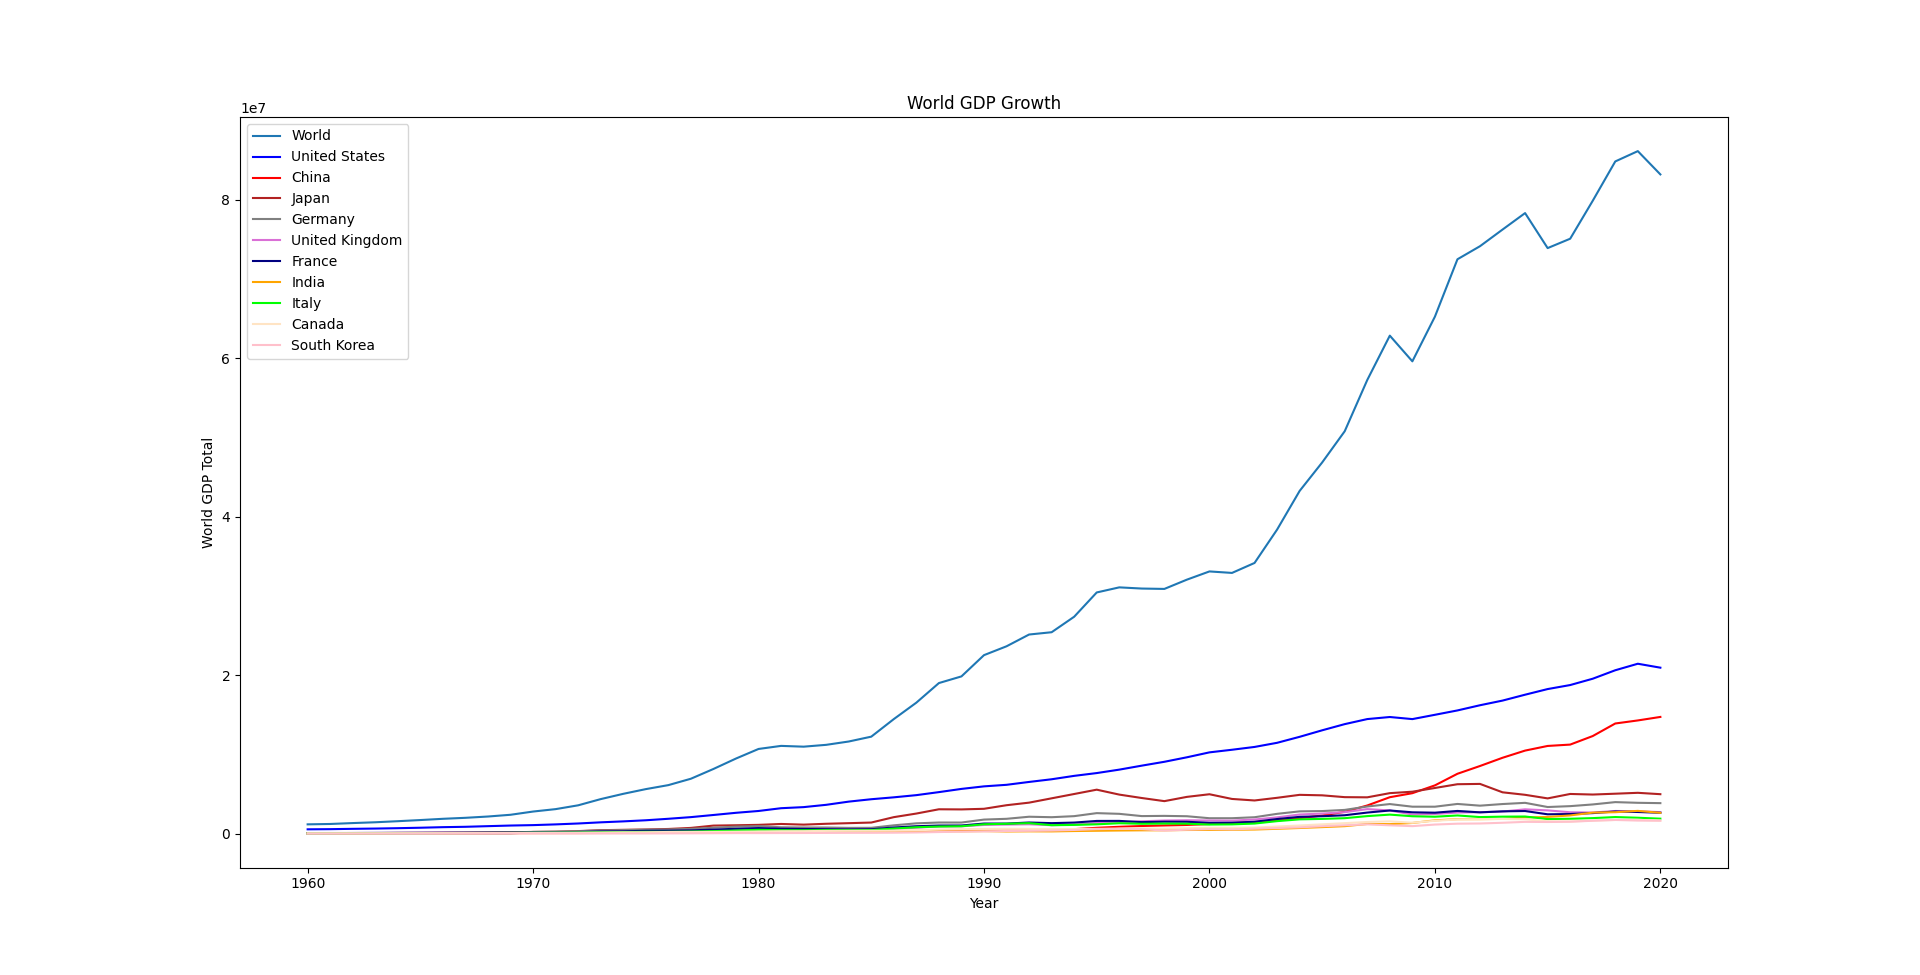 World GDP Growth
1e7
World
United States
China
Japan
Germany
United Kingdom
France
India
Italy
Canada
South Korea
8
6
4
2
0
World GDP Total
1960 1970 1980 1990 2000 2010 2020
Year